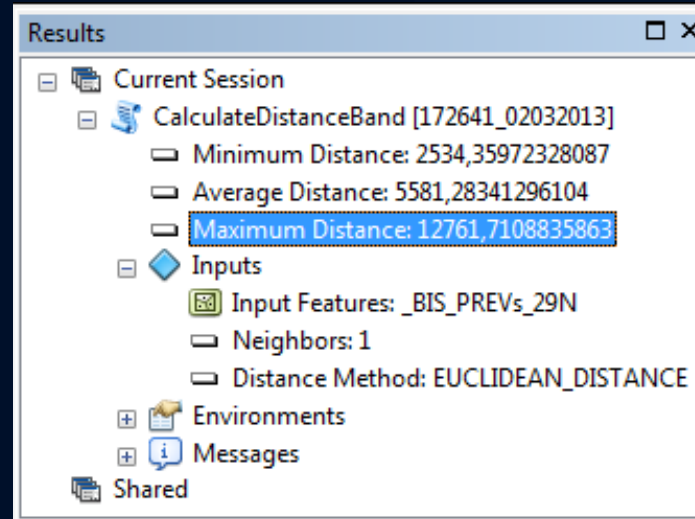 Results
Current Session
CalculateDistanceBand [172641_02032013]
Minimum Distance: 2534,35972328087
Average Distance: 5581,28341296104
Maximum Distance: 12761,7108835863
Inputs
Input Features: _BIS_PREVs_29N
Neighbors: 1
Distance Method: EUCLIDEAN_DISTANCE
Environments
Messages
Shared